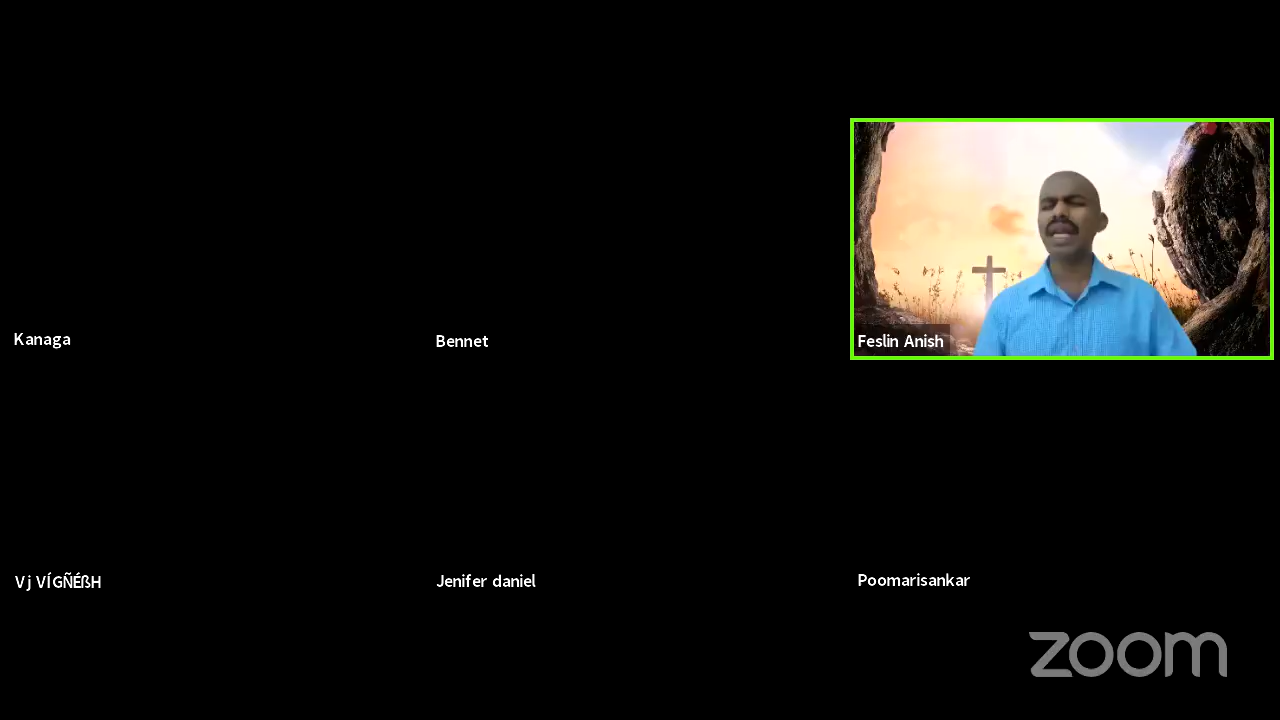 Kanaga
Bennet
Feslin Anish
Vj VÍGÑÉßH
Jenifer daniel
Poomarisankar
zoom